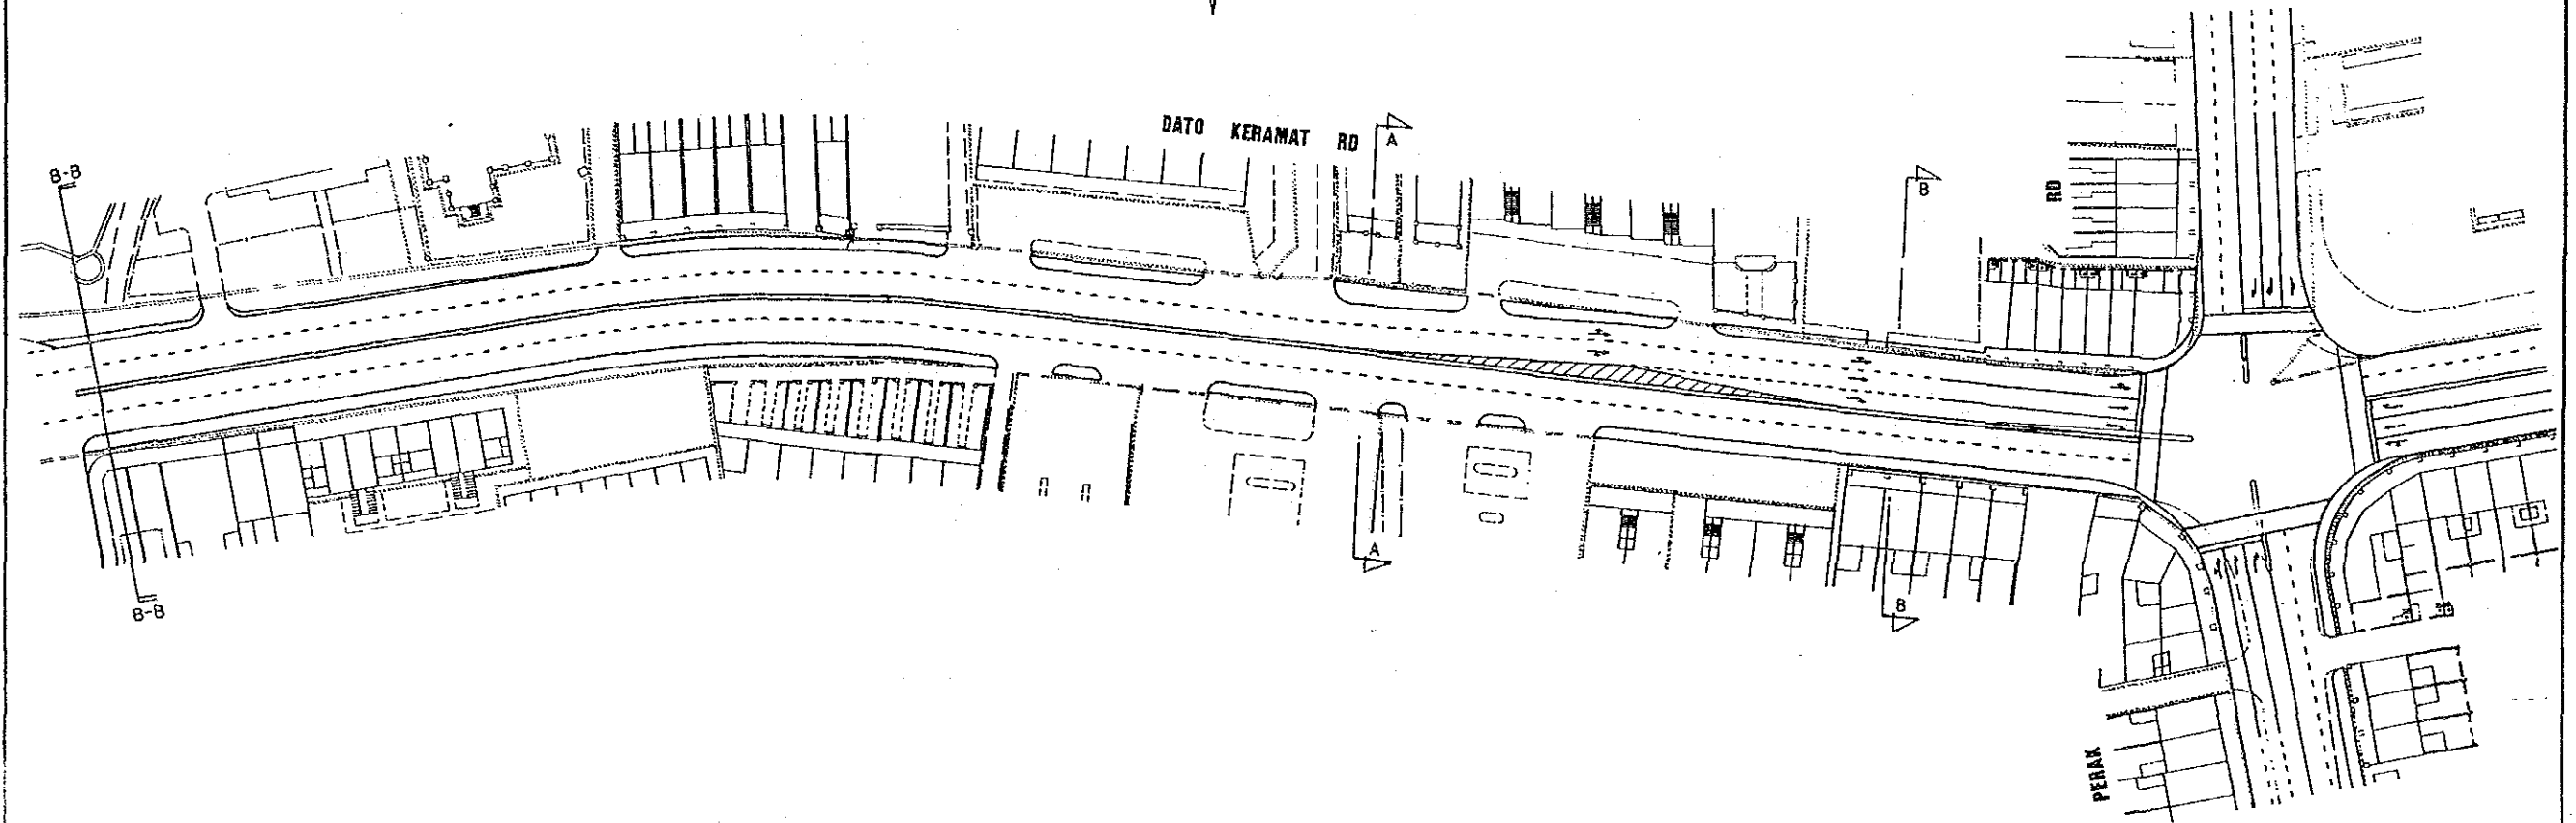 DATO KERAMAT RD
A
B-B
B
RD
A
B-B
B
PERAK